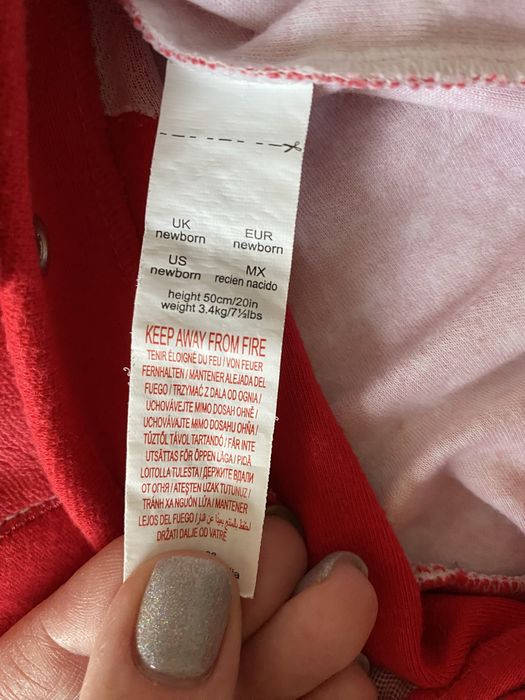 UK
newborn
EUR
newborn
US
newborn
MX
recien nacido
height 50cm/20in
weight 3.4kg/7½lbs
KEEP AWAY FROM FIRE
TENIR ÉLOIGNÉ DU FEU / VON FEUER
FERNHALTEN / MANTENER ALEJADA DEL
FUEGO / TRZYMAĆ Z DALA OD OGNIA /
UCHOVÁVEJTE MIMO DOSAH OHNĚ /
UCHOVÁVAJTE MIMO DOSAHU OHŇA /
TŰZTŐL TÁVOL TARTANDÓ / FÅR INTE
UTSÄTTAS FÖR ÖPPEN LÅGA / PIDÄ
LOITOLLA TULESTA / ДЕРЖИТЕ ВДАЛИ
ОТ ОГНЯ / ATEŞTEN UZAK TUTUNUZ /
TRÁNH XA NGUỒN LỬA / MANTENER
LEJOS DEL FUEGO /
DRŽATI DALJE OD VATRE